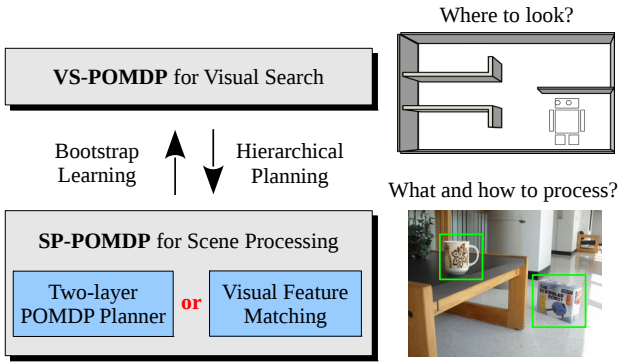 Where to look?
VS-POMDP for Visual Search
Bootstrap
Learning
Hierarchical
Planning
What and how to process?
SP-POMDP for Scene Processing
Two-layer
POMDP Planner
or
Visual Feature
Matching